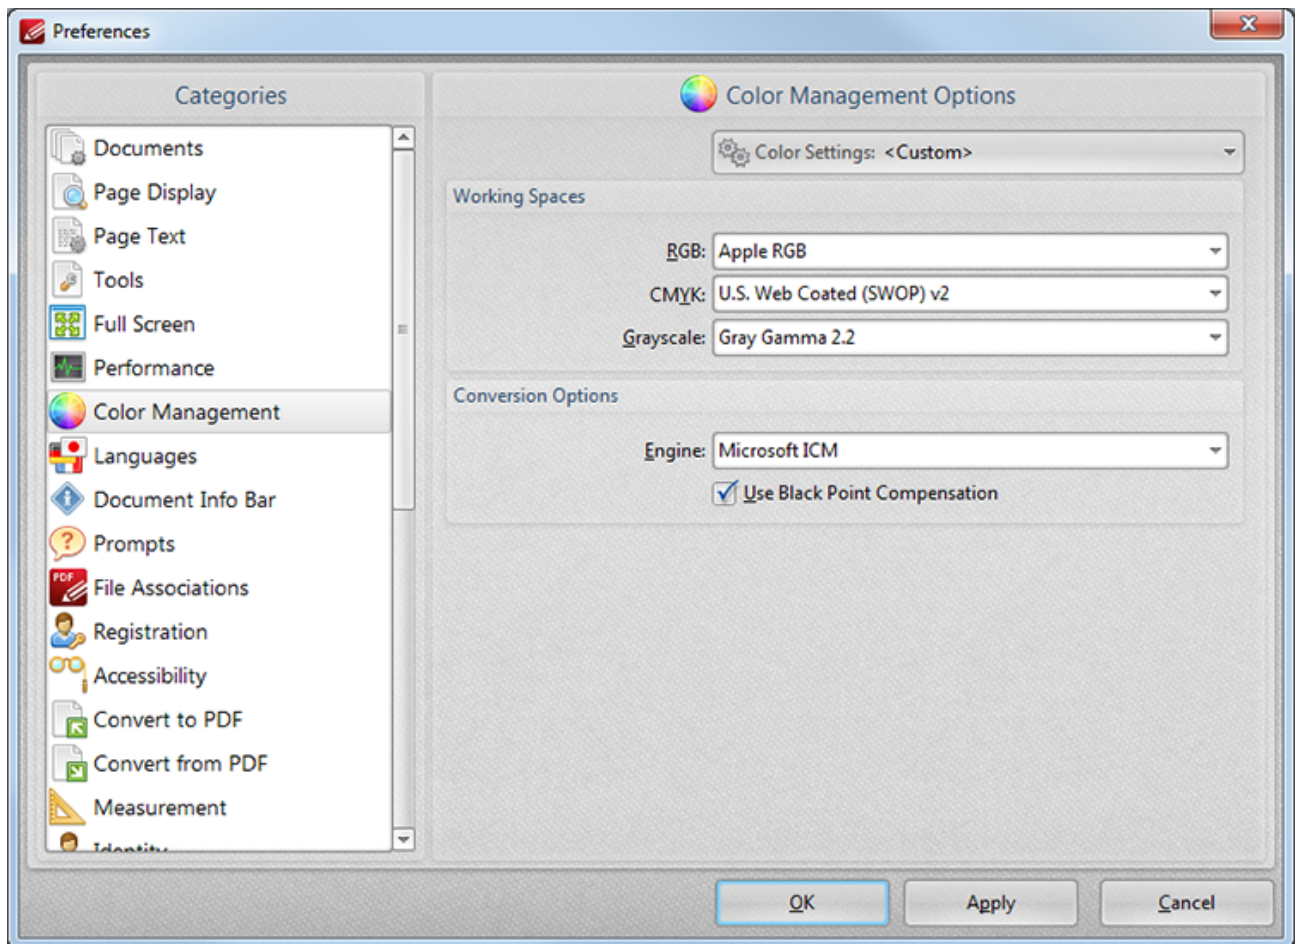 Preferences
Categories
Documents
Page Display
Page Text
Tools
Full Screen
Performance
Color Management
Languages
Document Info Bar
Prompts
PDF
File Associations
Registration
Accessibility
Convert to PDF
Convert from PDF
Measurement
Identity
Color Management Options
Color Settings: <Custom>
Working Spaces
RGB: Apple RGB
CMYK: U.S. Web Coated (SWOP) v2
Grayscale: Gray Gamma 2.2
Conversion Options
Engine: Microsoft ICM
Use Black Point Compensation
OK Apply Cancel